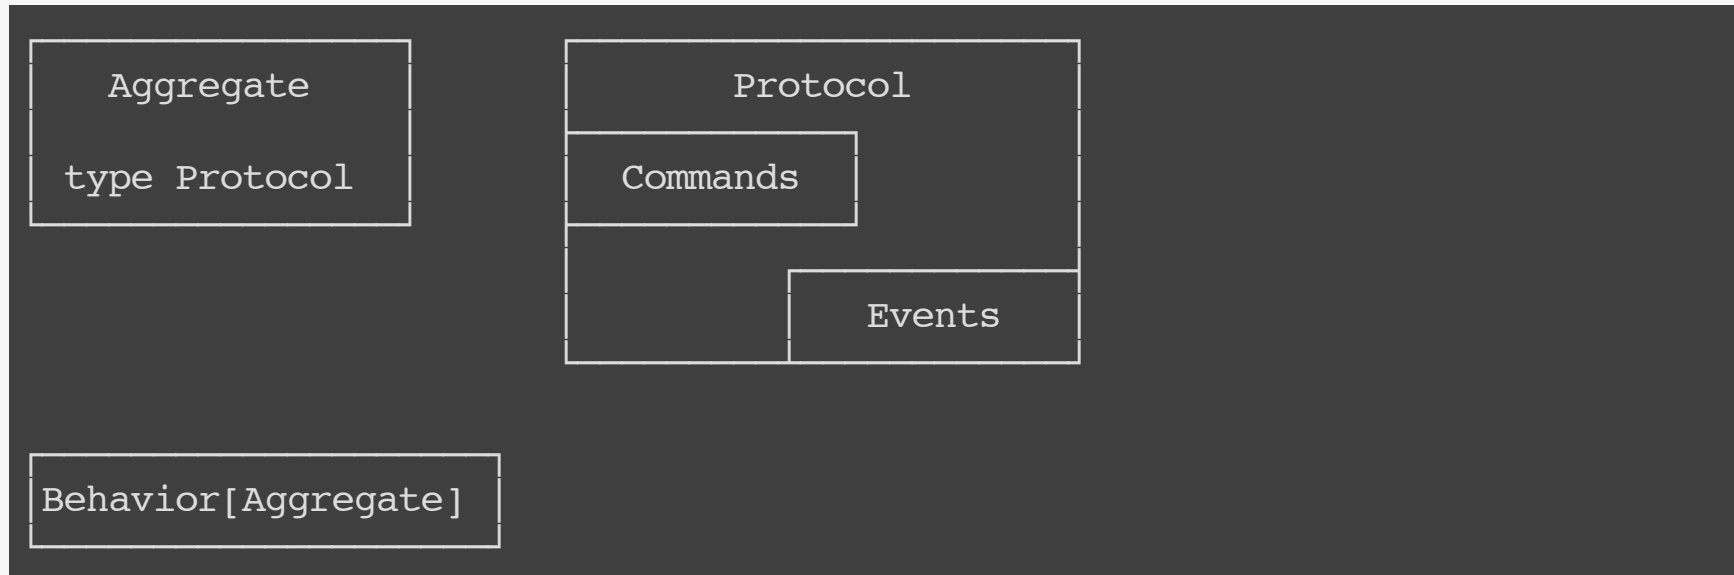 Aggregate
type Protocol
Protocol
Commands
Events
Behavior[Aggregate]